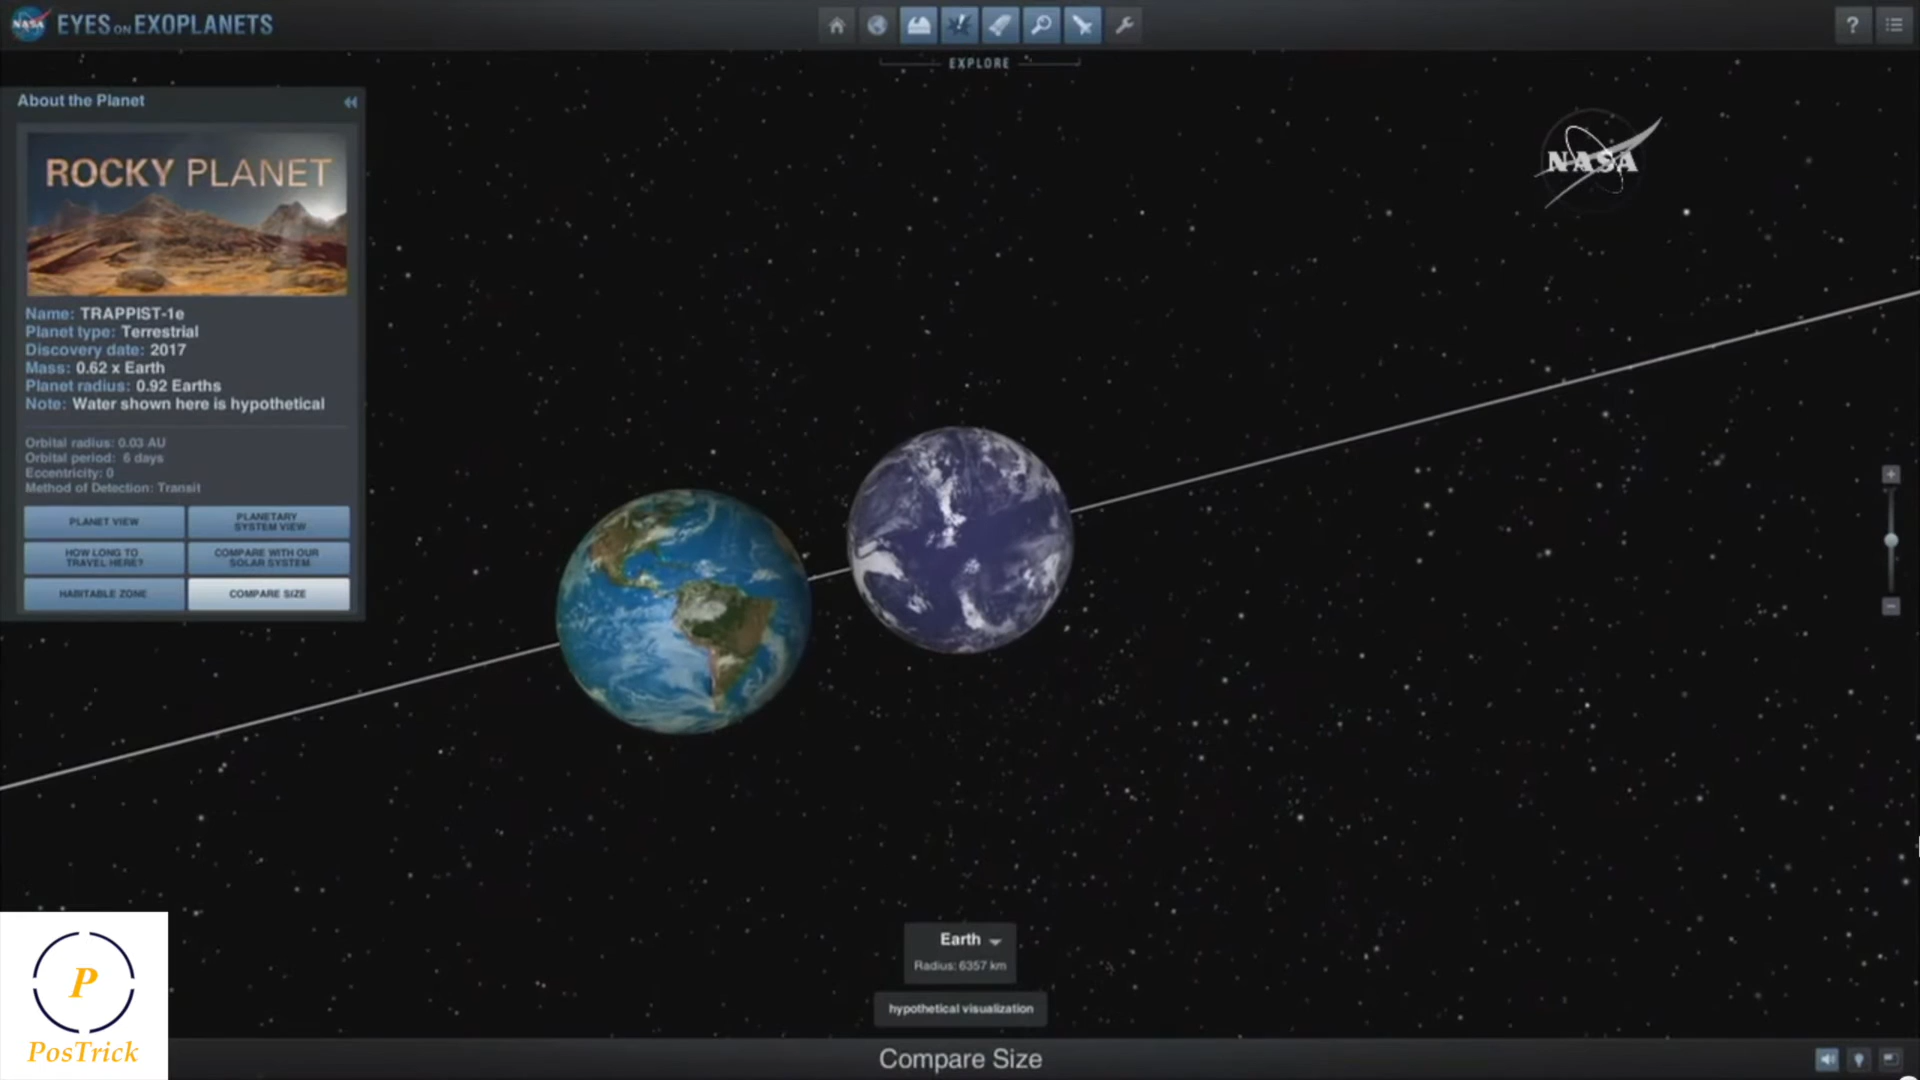 NASA EYES ON EXOPLANETS
?
EXPLORE
About the Planet
NASA
ROCKY PLANET
Name: TRAPPIST-1e
Planet type: Terrestrial
Discovery date: 2017
Mass: 0.62 x Earth
Planet radius: 0.92 Earths
Note: Water shown here is hypothetical
Orbital radius: 0.03 AU
Orbital period: 6 days
Eccentricity: 0
Method of Detection: Transit
PLANET VIEW
PLANETARY
SYSTEM VIEW
HOW LONG TO
TRAVEL HERE?
COMPARE WITH OUR
SOLAR SYSTEM
HABITABLE ZONE
COMPARE SIZE
Earth
Radius: 6357 km
hypothetical visualization
P
PosTrick
Compare Size